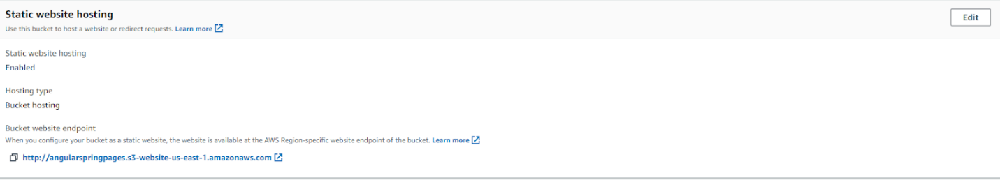 Static website hosting
Edit
Use this bucket to host a website or redirect requests. Learn more
Static website hosting
Enabled
Hosting type
Bucket hosting
Bucket website endpoint
When you configure your bucket as a static website, the website is available at the AWS Region-specific website endpoint of the bucket. Learn more
http://angularspringpages.s3-website-us-east-1.amazonaws.com